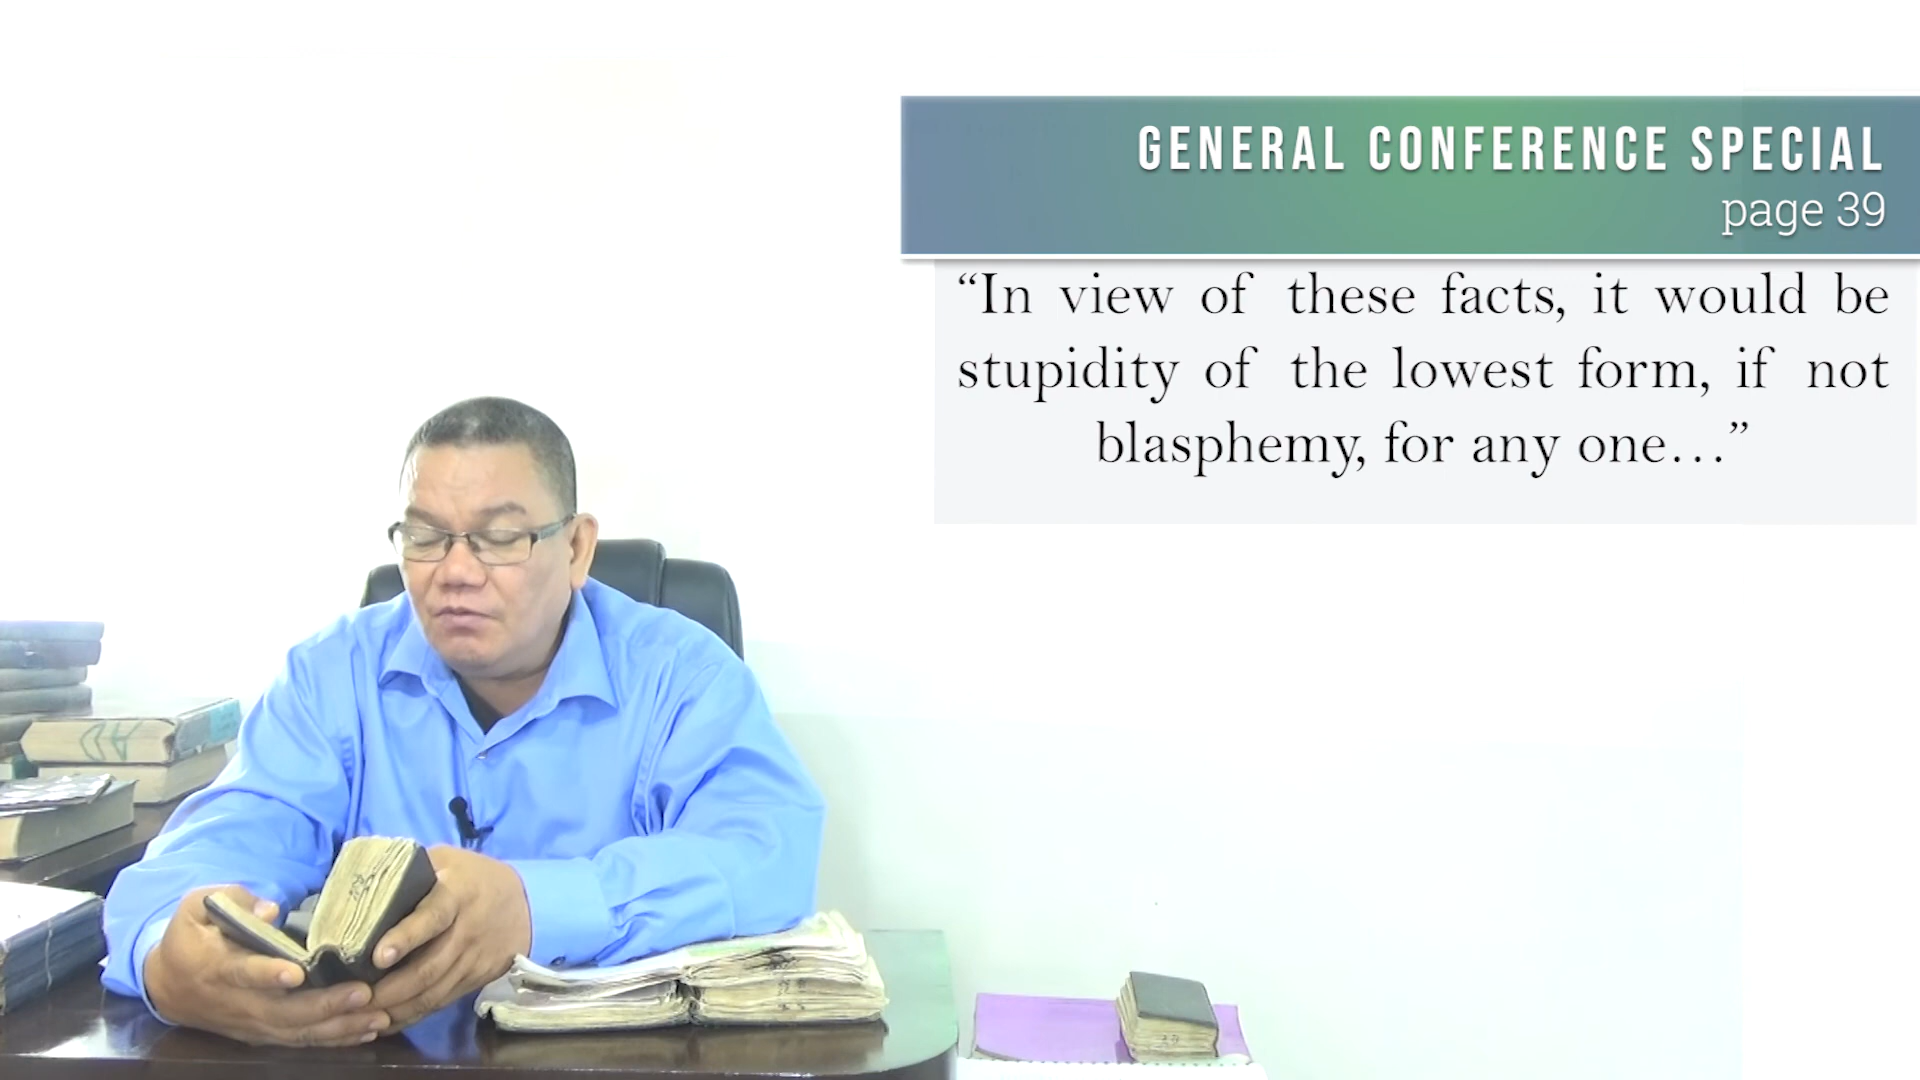 GENERAL CONFERENCE SPECIAL
page 39
“In view of these facts, it would be
stupidity of the lowest form, if not
blasphemy, for any one…”